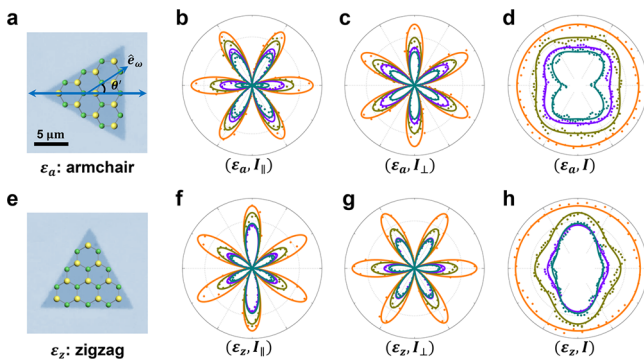 a
b
c
d
ê_ω
θ′
5 μm
ε_a: armchair
(ε_a, I_∥)
(ε_a, I_⊥)
(ε_a, I)
e
f
g
h
ε_z: zigzag
(ε_z, I_∥)
(ε_z, I_⊥)
(ε_z, I)